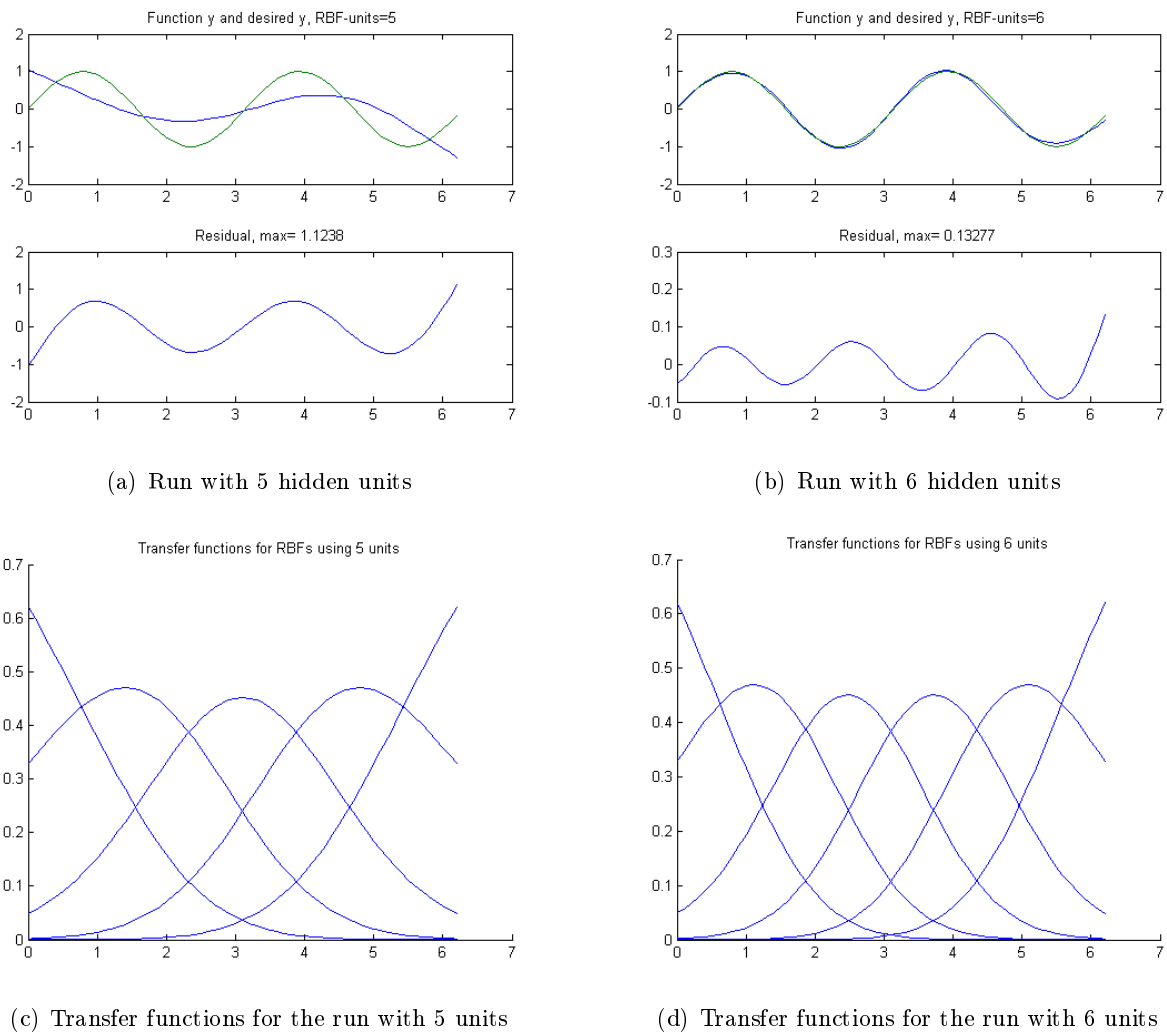 Function y and desired y, RBF-units=5
2
1
0
-1
-2
0 1 2 3 4 5 6 7
Residual, max= 1.1238
2
1
0
-1
-2
0 1 2 3 4 5 6 7
(a) Run with 5 hidden units
Function y and desired y, RBF-units=6
2
1
0
-1
-2
0 1 2 3 4 5 6 7
Residual, max= 0.13277
0.3
0.2
0.1
0
-0.1
0 1 2 3 4 5 6 7
(b) Run with 6 hidden units
Transfer functions for RBFs using 5 units
0.7
0.6
0.5
0.4
0.3
0.2
0.1
0
0 1 2 3 4 5 6 7
(c) Transfer functions for the run with 5 units
Transfer functions for RBFs using 6 units
0.7
0.6
0.5
0.4
0.3
0.2
0.1
0
0 1 2 3 4 5 6 7
(d) Transfer functions for the run with 6 units